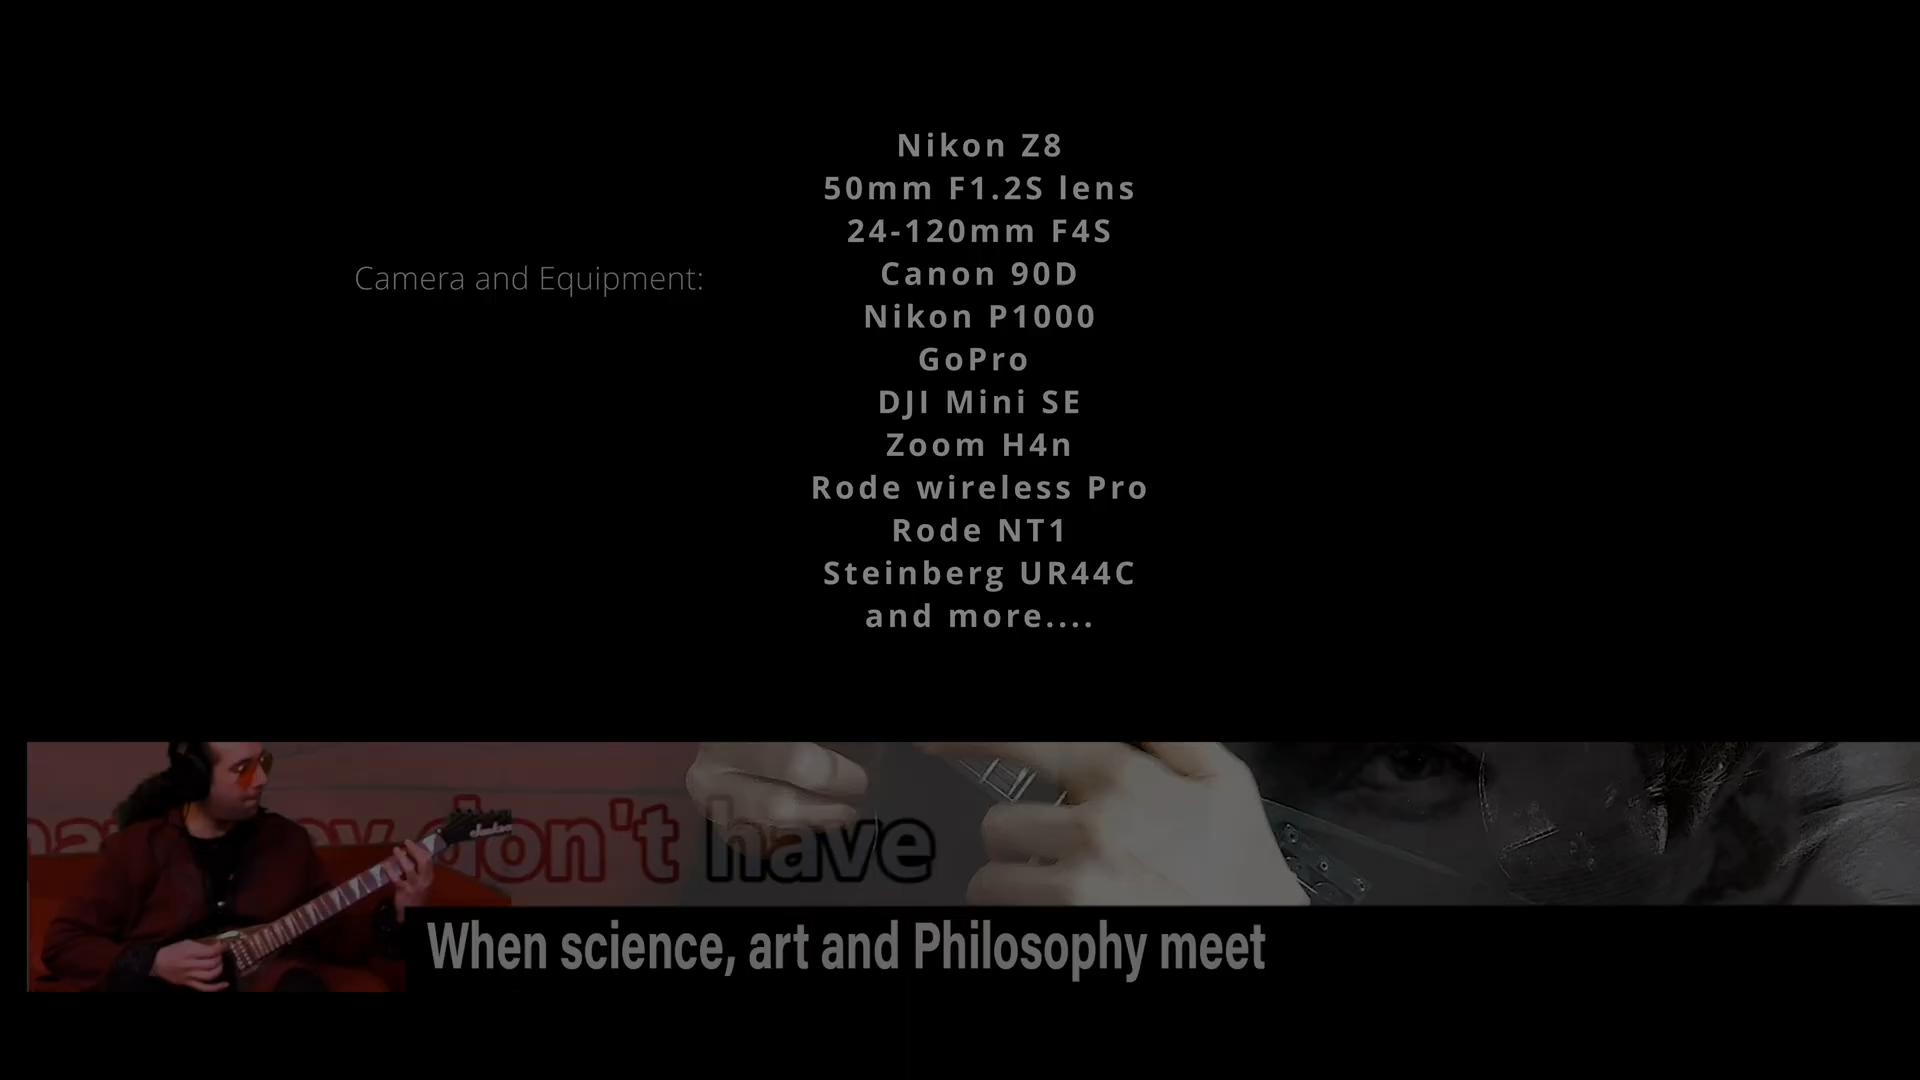 Nikon Z8
50mm F1.2S lens
24-120mm F4S
Camera and Equipment:
Canon 90D
Nikon P1000
GoPro
DJI Mini SE
Zoom H4n
Rode wireless Pro
Rode NT1
Steinberg UR44C
and more....
don't have
When science, art and Philosophy meet